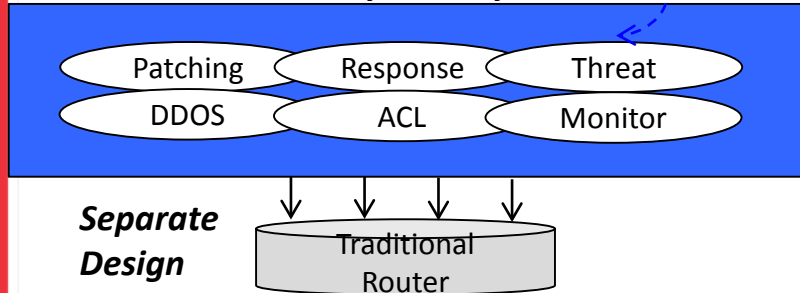 Patching Response Threat
DDOS ACL Monitor
Separate
Design
Traditional
Router